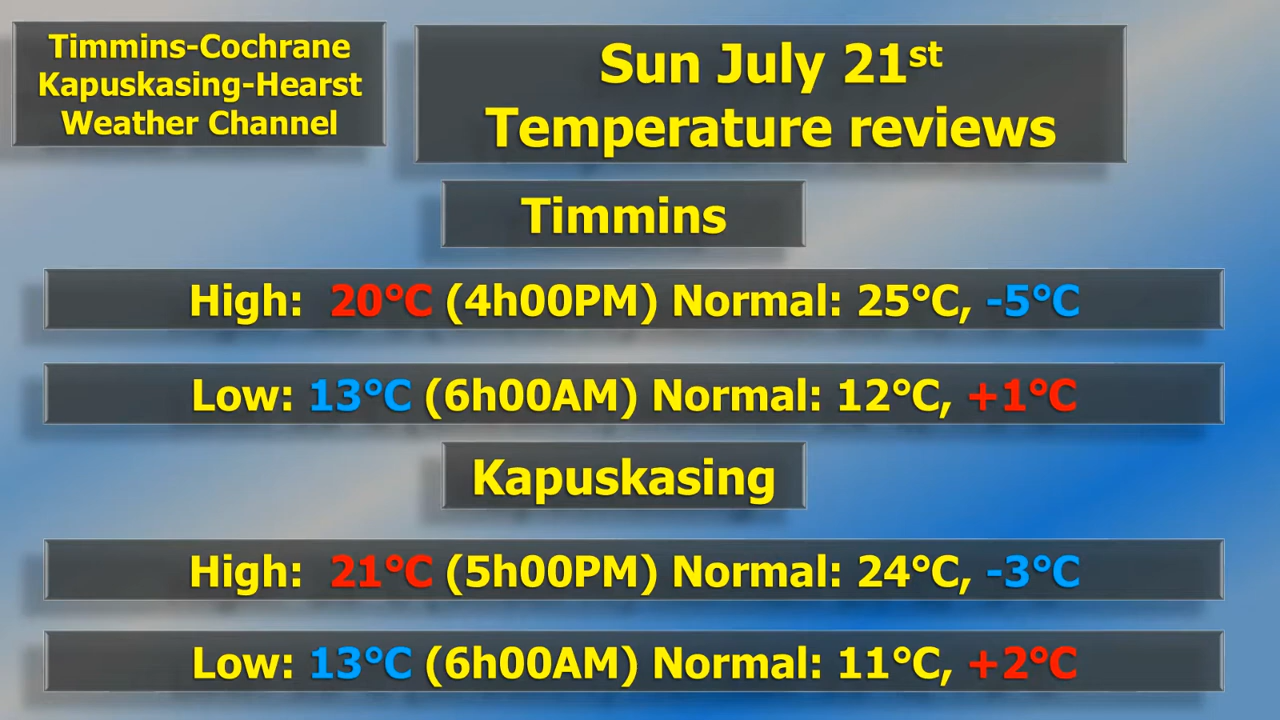 Timmins-Cochrane
Kapuskasing-Hearst
Weather Channel
Sun July 21st
Temperature reviews
Timmins
High: 20°C (4h00PM) Normal: 25°C, -5°C
Low: 13°C (6h00AM) Normal: 12°C, +1°C
Kapuskasing
High: 21°C (5h00PM) Normal: 24°C, -3°C
Low: 13°C (6h00AM) Normal: 11°C, +2°C